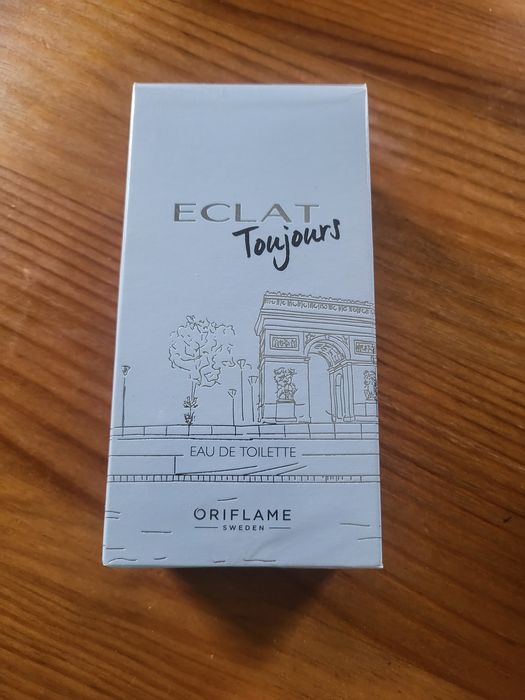 ECLAT
Toujours
EAU DE TOILETTE
ORIFLAME
SWEDEN